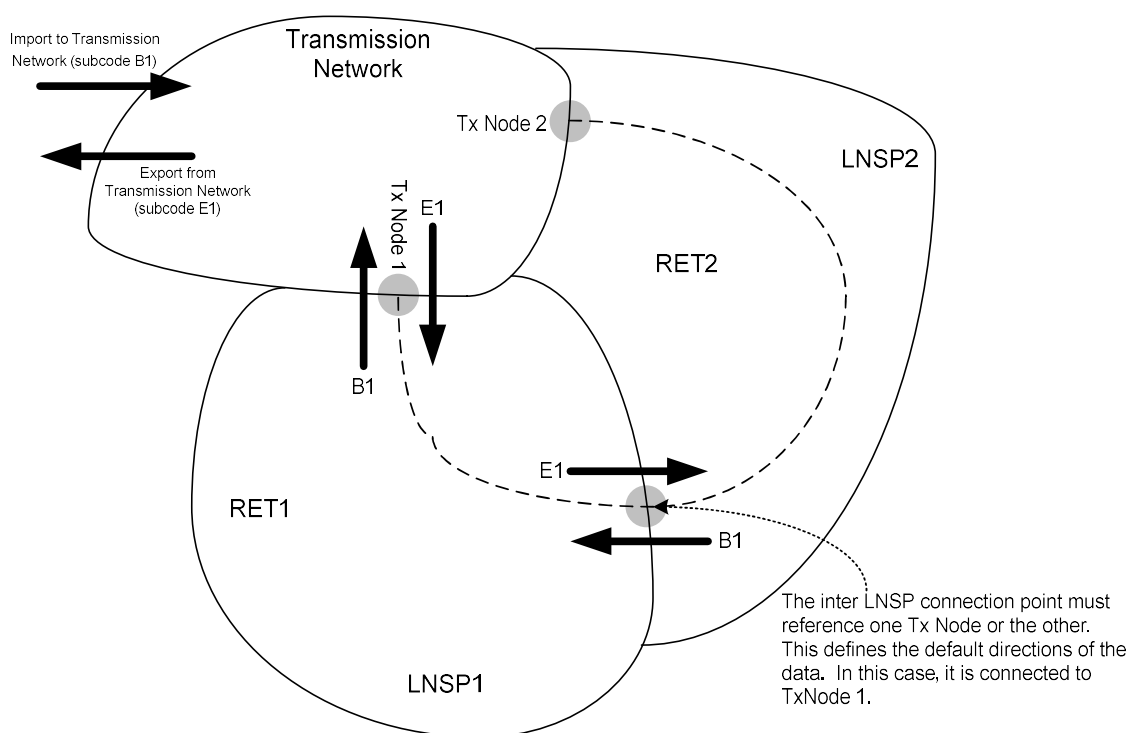 Import to Transmission
Network (subcode B1)
Transmission
Network
Tx Node 2
LNSP2
Export from
Transmission Network
(subcode E1)
Tx Node 1
E1
RET2
B1
E1
RET1
B1
The inter LNSP connection point must
reference one Tx Node or the other.
This defines the default directions of the
data.  In this case, it is connected to
TxNode 1.
LNSP1